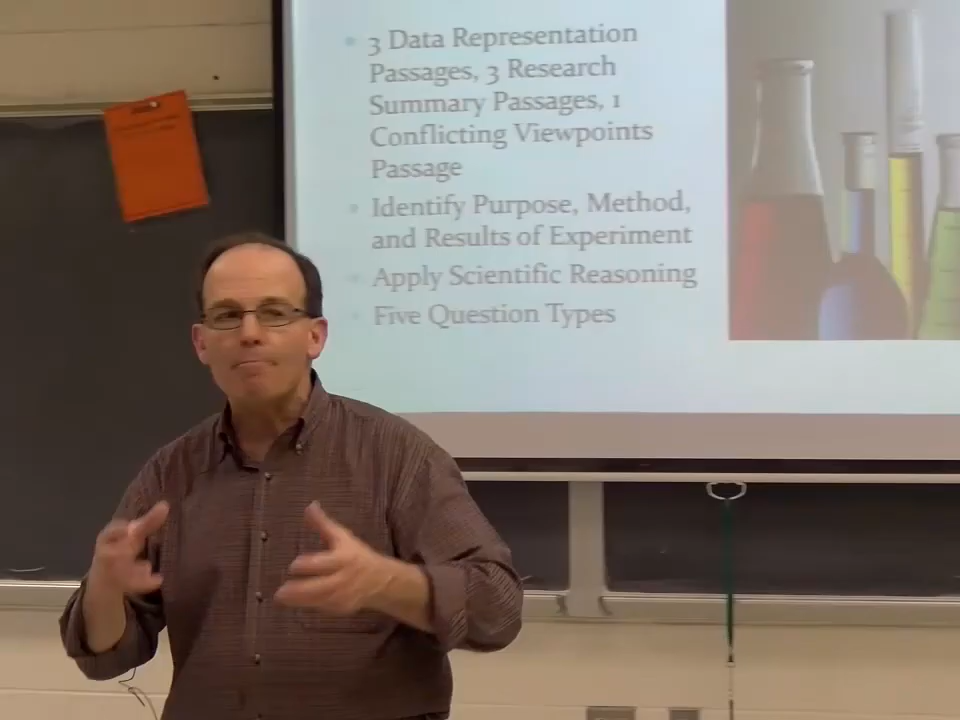 3 Data Representation
Passages, 3 Research
Summary Passages, 1
Conflicting Viewpoints
Passage
Identify Purpose, Method,
and Results of Experiment
Apply Scientific Reasoning
Five Question Types